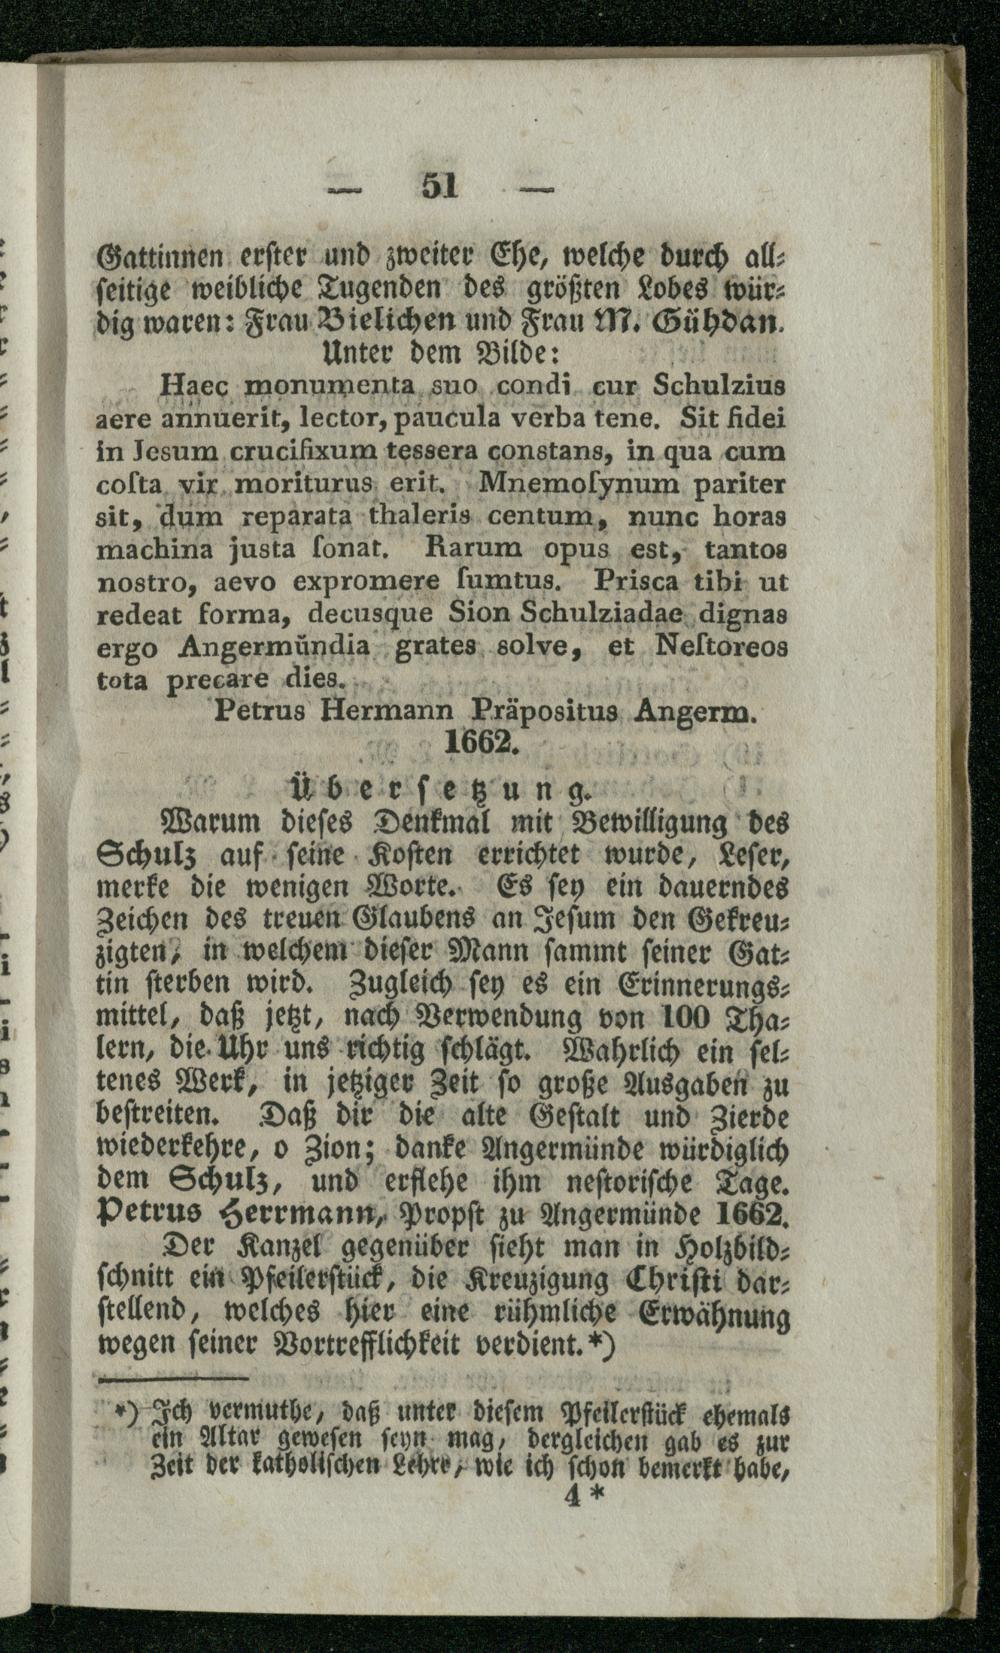 — 51 —
Gattinnen erster und zweiter Ehe, welche durch all⸗
seitige weibliche Tugenden des größten Lobes wür⸗
dig waren: Frau Bielichen und Frau M. Gühdan.
Unter dem Bilde:
Haec monumenta suo condi cur Schulzius
aere annuerit, lector, paucula verba tene. Sit fidei
in Jesum crucifixum tessera constans, in qua cum
coſta vir moriturus erit. Mnemoſynum pariter
sit, dum reparata thaleris centum, nunc horas
machina justa ſonat. Rarum opus est, tantos
nostro, aevo expromere ſumtus. Prisca tibi ut
redeat forma, decusque Sion Schulziadae dignas
ergo Angermündia grates solve, et Neſtoreos
tota precare dies.
Petrus Hermann Präpositus Angerm.
1662.
Übersetzung.
Warum dieses Denkmal mit Bewilligung des
Schulz auf seine Kosten errichtet wurde, Leser,
merke die wenigen Worte. Es sey ein dauerndes
Zeichen des treuen Glaubens an Jesum den Gekreu⸗
zigten, in welchem dieser Mann sammt seiner Gat⸗
tin sterben wird. Zugleich sey es ein Erinnerungs⸗
mittel, daß jetzt, nach Verwendung von 100 Tha⸗
lern, die Uhr uns richtig schlägt. Wahrlich ein sel⸗
tenes Werk, in jetziger Zeit so große Ausgaben zu
bestreiten. Daß dir die alte Gestalt und Zierde
wiederkehre, o Zion; danke Angermünde würdiglich
dem Schulz, und erflehe ihm nestorische Tage.
Petrus Herrmann, Propst zu Angermünde 1662.
Der Kanzel gegenüber sieht man in Holzbild⸗
schnitt ein Pfeilerstück, die Kreuzigung Christi dar⸗
stellend, welches hier eine rühmliche Erwähnung
wegen seiner Vortrefflichkeit verdient.*)
*) Ich vermuthe, daß unter diesem Pfeilerstück ehemals
ein Altar gewesen seyn mag, dergleichen gab es zur
Zeit der katholischen Lehre, wie ich schon bemerkt habe,
4 *